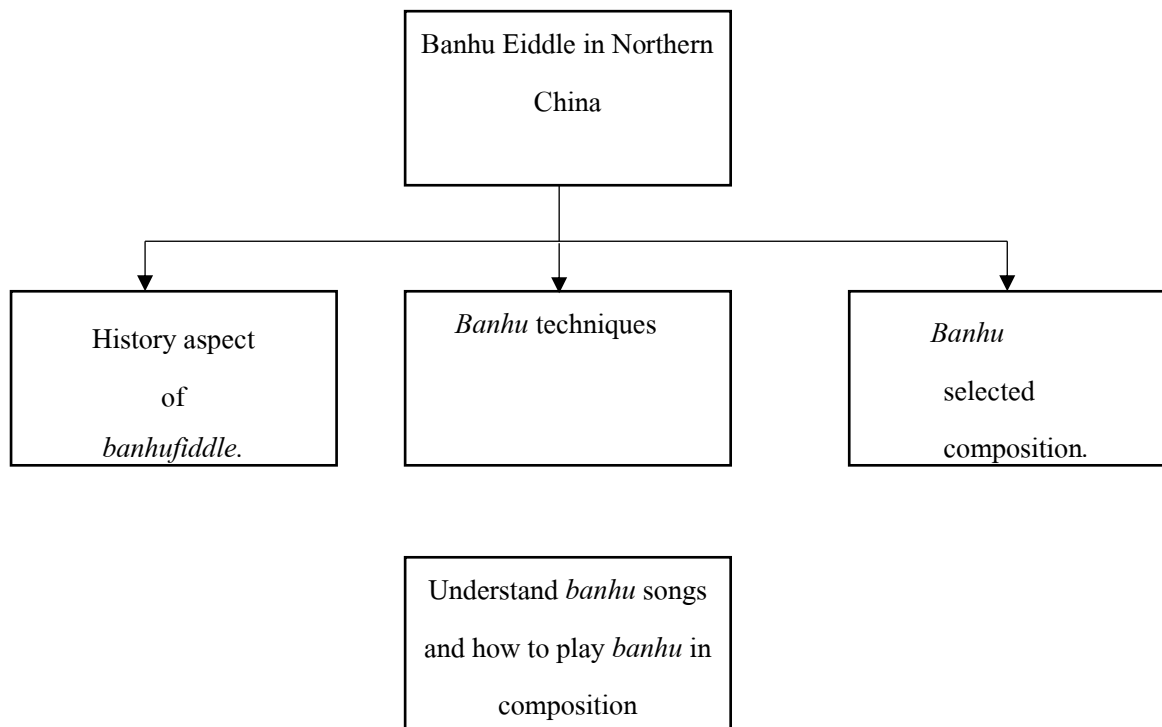 Banhu Eiddle in Northern
China
History aspect
of
banhufiddle.
Banhu techniques
Banhu
selected
composition.
Understand banhu songs
and how to play banhu in
composition